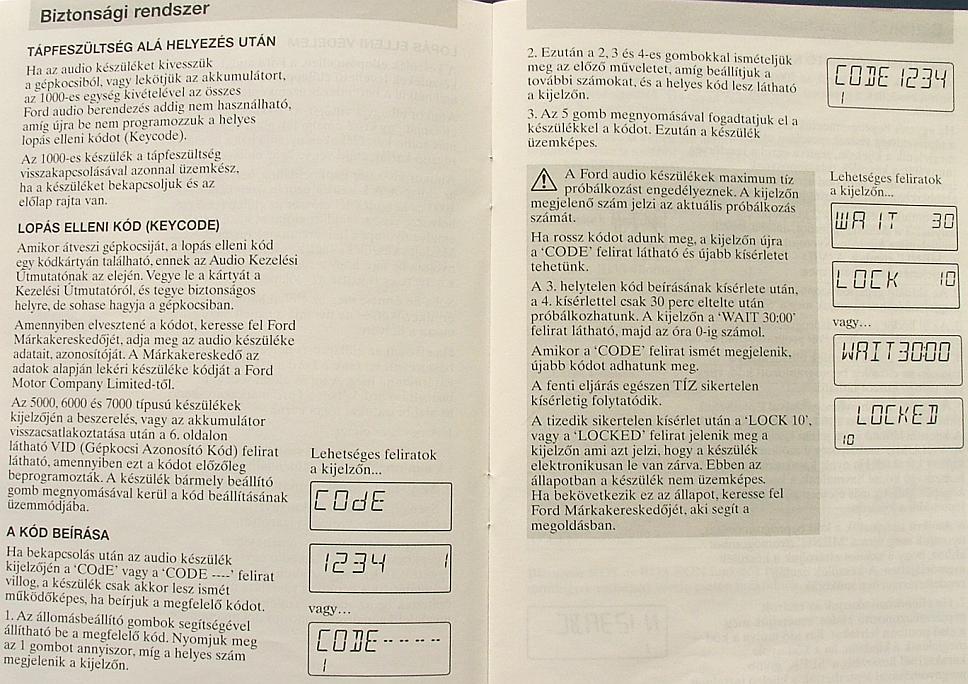 Biztonsági rendszer
TÁPFESZÜLTSÉG ALÁ HELYEZÉS UTÁN
Ha az audio készüléket kivesszük
a gépkocsiból, vagy lekötjük az akkumulátort,
az 1000-es egység kivételével az összes
Ford audio berendezés addig nem használható,
amíg újra be nem programozzuk a helyes
lopás elleni kódot (Keycode).
Az 1000-es készülék a tápfeszültség
visszakapcsolásával azonnal üzemkész,
ha a készüléket bekapcsoljuk és az
előlap rajta van.
LOPÁS ELLENI KÓD (KEYCODE)
Amikor átveszi gépkocsiját, a lopás elleni kód
egy kódkártyán található, ennek az Audio Kezelési
Útmutatónak az elején. Vegye le a kártyát a
Kezelési Útmutatóról, és tegye biztonságos
helyre, de sohase hagyja a gépkocsiban.
Amennyiben elvesztené a kódot, keresse fel Ford
Márkakereskedőjét, adja meg az audio készüléke
adatait, azonosítóját. A Márkakereskedő az
adatok alapján lekéri készüléke kódját a Ford
Motor Company Limited-től.
Az 5000, 6000 és 7000 típusú készülékek
kijelzőjén a beszerelés, vagy az akkumulátor
visszacsatlakoztatása után a 6. oldalon
látható VID (Gépkocsi Azonosító Kód) felirat
látható, amennyiben ezt a kódot előzőleg
beprogramozták. A készülék bármely beállító
gomb megnyomásával kerül a kód beállításának
üzemmódjába.
A KÓD BEÍRÁSA
Ha bekapcsolás után az audio készülék
kijelzőjén a 'COdE' vagy a 'CODE ----' felirat
villog, a készülék csak akkor lesz ismét
működőképes, ha beírjuk a megfelelő kódot.
1. Az állomásbeállító gombok segítségével
állítható be a megfelelő kód. Nyomjuk meg
az 1 gombot annyiszor, míg a helyes szám
megjelenik a kijelzőn.
Lehetséges feliratok
a kijelzőn...
COdE
1234 1
vagy...
CODE----
1
2. Ezután a 2, 3 és 4-es gombokkal ismételjük
meg az előző műveletet, amíg beállítjuk a
további számokat, és a helyes kód lesz látható
a kijelzőn.
3. Az 5 gomb megnyomásával fogadtatjuk el a
készülékkel a kódot. Ezután a készülék
üzemképes.
CODE 1234
1
A Ford audio készülékek maximum tíz
próbálkozást engedélyeznek. A kijelzőn
megjelenő szám jelzi az aktuális próbálkozás
számát.
Ha rossz kódot adunk meg, a kijelzőn újra
a 'CODE' felirat látható és újabb kísérletet
tehetünk.
A 3. helytelen kód beírásának kísérlete után,
a 4. kísérlettel csak 30 perc eltelte után
próbálkozhatunk. A kijelzőn a 'WAIT 30:00'
felirat látható, majd az óra 0-ig számol.
Amikor a 'CODE' felirat ismét megjelenik,
újabb kódot adhatunk meg.
A fenti eljárás egészen TÍZ sikertelen
kísérletig folytatódik.
A tizedik sikertelen kísérlet után a 'LOCK 10',
vagy a 'LOCKED' felirat jelenik meg a
kijelzőn ami azt jelzi, hogy a készülék
elektronikusan le van zárva. Ebben az
állapotban a készülék nem üzemképes.
Ha bekövetkezik ez az állapot, keresse fel
Ford Márkakereskedőjét, aki segít a
megoldásban.
Lehetséges feliratok
a kijelzőn...
WAIT 30
LOCK 10
vagy...
WAIT30:00
LOCKED
10